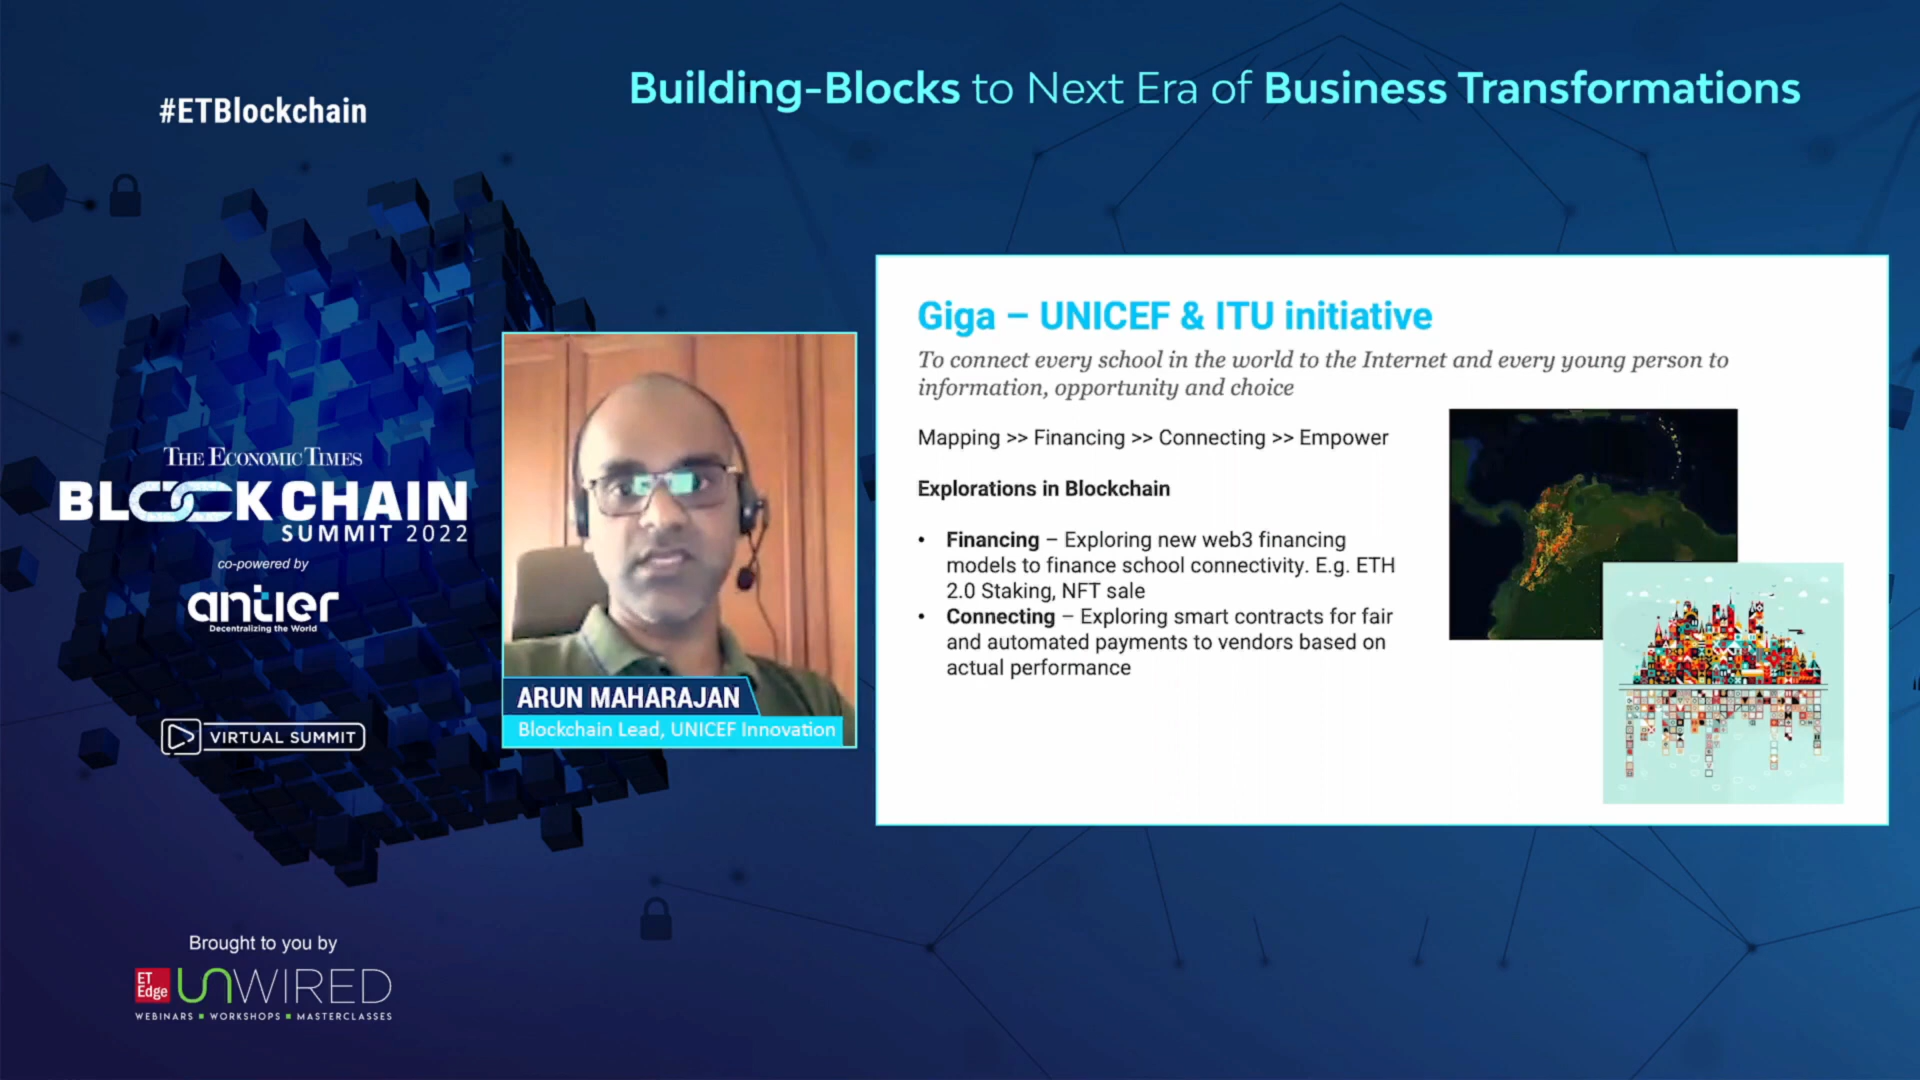 #ETBlockchain
Building-Blocks to Next Era of Business Transformations
THE ECONOMIC TIMES
BLOCKCHAIN
SUMMIT 2022
co-powered by
antier
Decentralizing the World
VIRTUAL SUMMIT
Brought to you by
ET
Edge
UNWIRED
WEBINARS ▪ WORKSHOPS ▪ MASTERCLASSES
ARUN MAHARAJAN
Blockchain Lead, UNICEF Innovation
Giga – UNICEF & ITU initiative
To connect every school in the world to the Internet and every young person to
information, opportunity and choice
Mapping >> Financing >> Connecting >> Empower
Explorations in Blockchain
• Financing – Exploring new web3 financing
models to finance school connectivity. E.g. ETH
2.0 Staking, NFT sale
• Connecting – Exploring smart contracts for fair
and automated payments to vendors based on
actual performance